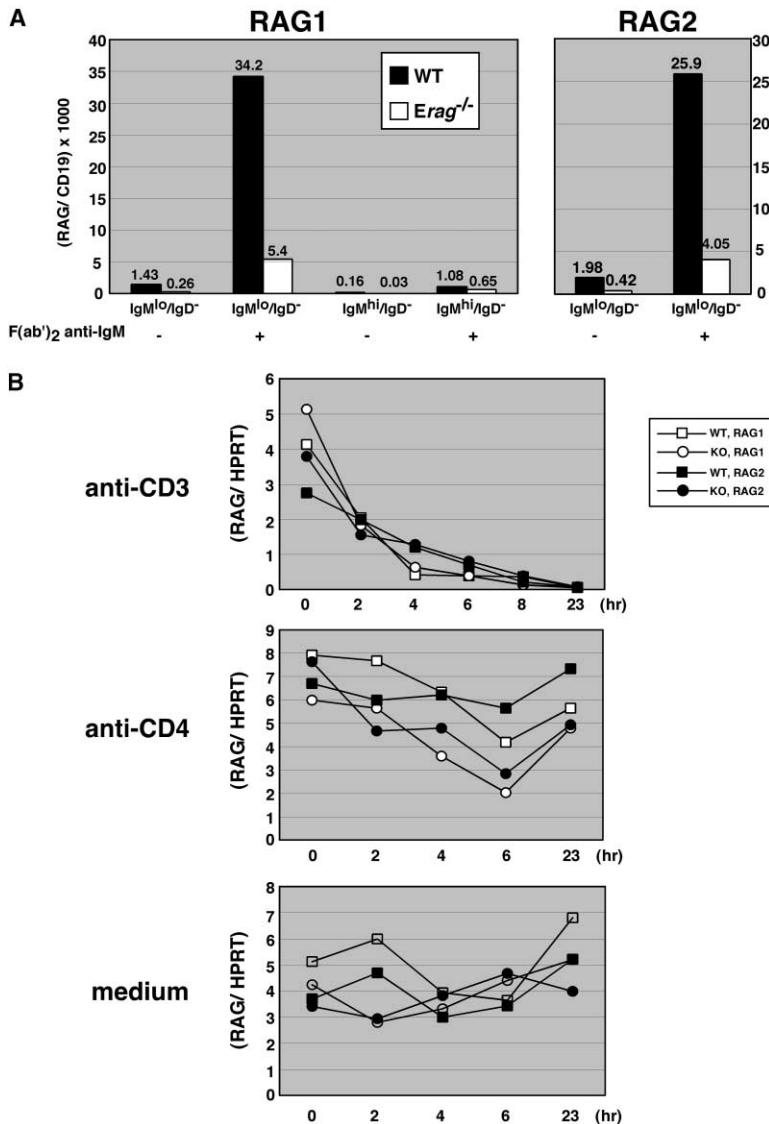 A
RAG1
RAG2
(RAG/ CD19) x 1000
40
35
30
25
20
15
10
5
0
WT
Erag-/-
1.43
0.26
34.2
5.4
0.16
0.03
1.08
0.65
IgMlo/IgD-
IgMlo/IgD-
IgMhi/IgD-
IgMhi/IgD-
30
25
20
15
10
5
0
1.98
0.42
25.9
4.05
IgMlo/IgD-
IgMlo/IgD-
F(ab')2 anti-IgM
- + - + - +
B
anti-CD3
(RAG/ HPRT)
6
5
4
3
2
1
0
0 2 4 6 8 23 (hr)
WT, RAG1
KO, RAG1
WT, RAG2
KO, RAG2
anti-CD4
(RAG/ HPRT)
9
8
7
6
5
4
3
2
1
0
0 2 4 6 23 (hr)
medium
(RAG/ HPRT)
8
7
6
5
4
3
2
1
0
0 2 4 6 23 (hr)